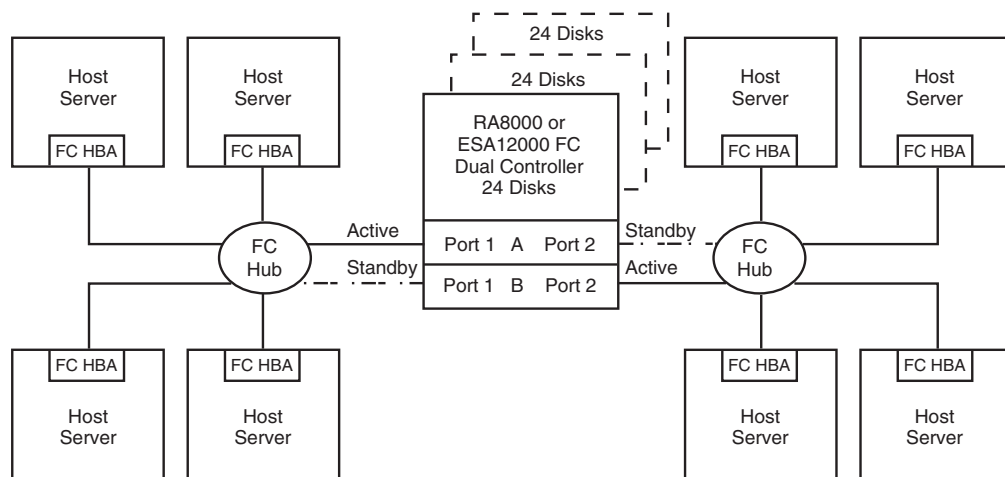 24 Disks
24 Disks
Host
Server
FC HBA
Host
Server
FC HBA
RA8000 or
ESA12000 FC
Dual Controller
24 Disks
Host
Server
FC HBA
Host
Server
FC HBA
Active
Port 1 A Port 2
Standby
FC
Hub
Standby
Port 1 B Port 2
Active
FC
Hub
FC HBA
Host
Server
FC HBA
Host
Server
FC HBA
Host
Server
FC HBA
Host
Server